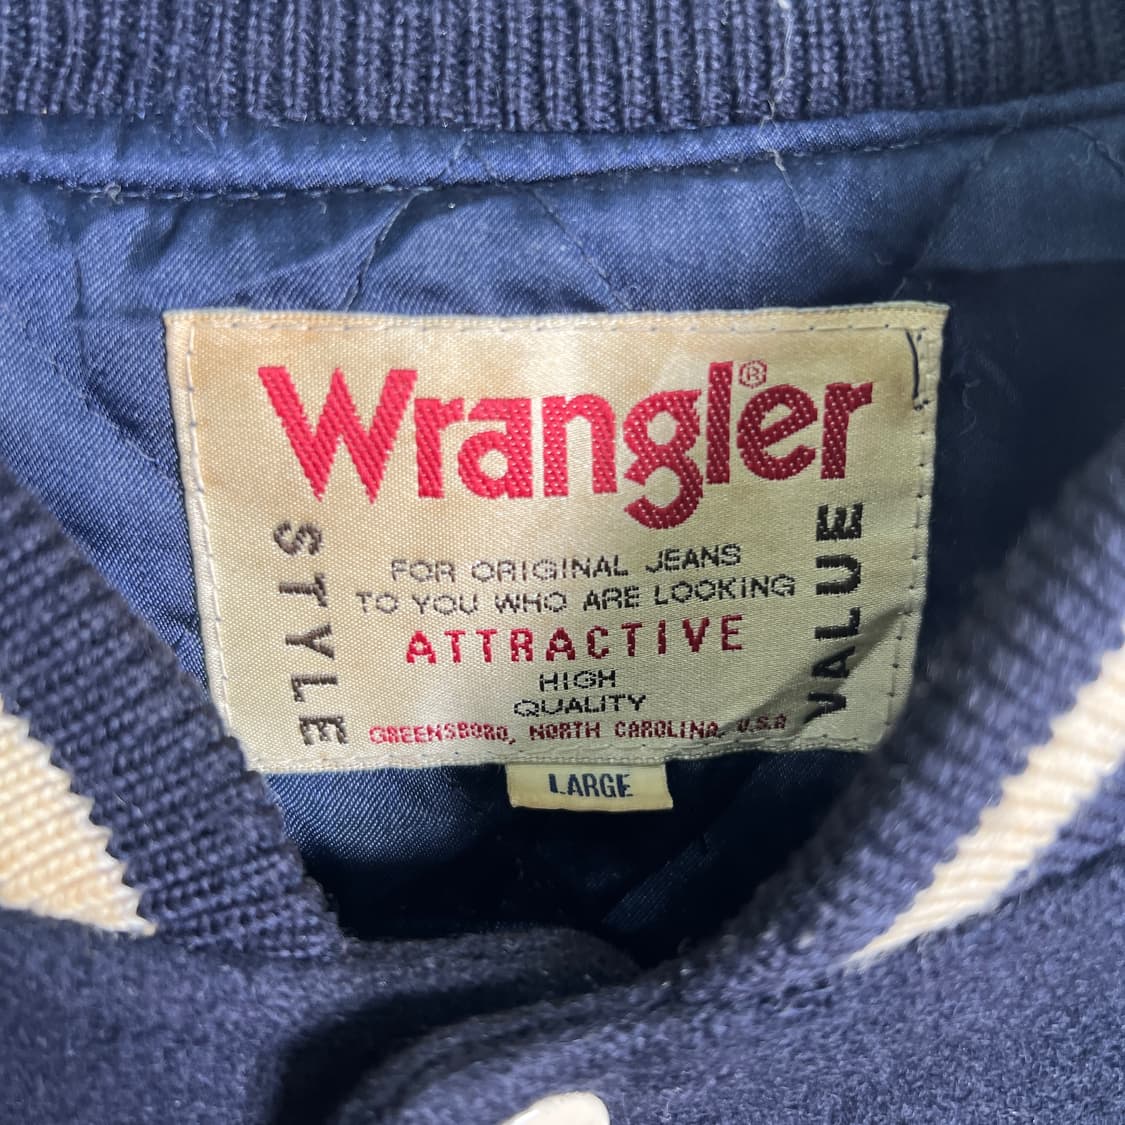 Wrangler®
STYLE
FOR ORIGINAL JEANS
TO YOU WHO ARE LOOKING
ATTRACTIVE
HIGH
QUALITY
GREENSBORO, NORTH CAROLINA, U.S.A
VALUE
LARGE